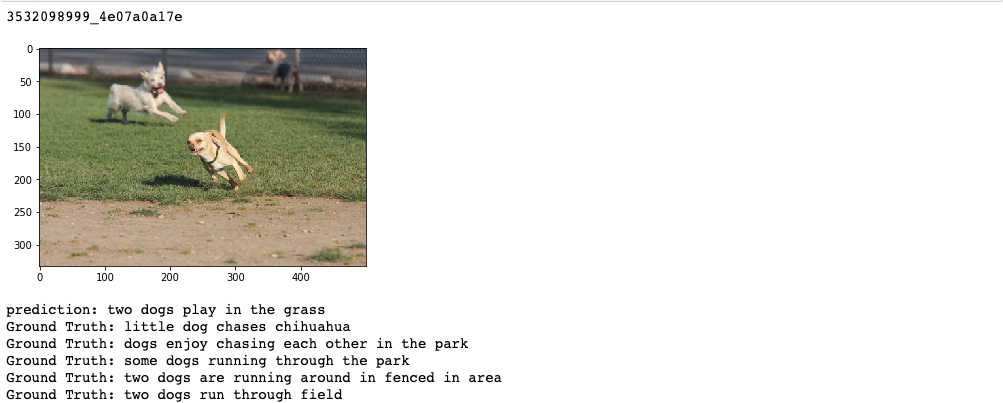 3532098999_4e07a0a17e
0
50
100
150
200
250
300
0 100 200 300 400
prediction: two dogs play in the grass
Ground Truth: little dog chases chihuahua
Ground Truth: dogs enjoy chasing each other in the park
Ground Truth: some dogs running through the park
Ground Truth: two dogs are running around in fenced in area
Ground Truth: two dogs run through field